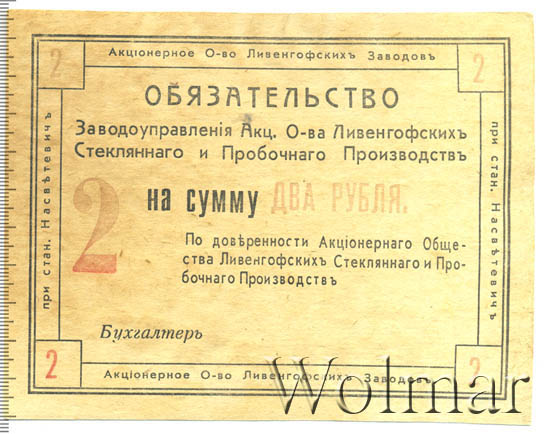 2 Акціонерное О-во Ливенгофскихъ Заводовъ 2
ОБЯЗАТЕЛЬСТВО
Заводоуправленія Акц. О-ва Ливенгофскихъ
Стекляннаго и Пробочнаго Производствъ
2 на сумму ДВА РУБЛЯ.
По довѣренности Акціонернаго Обще-
ства Ливенгофскихъ Стекляннаго и Про-
бочнаго Производствъ
Бухгалтеръ
при стан. Насвѣтевичъ
при стан. Насвѣтевичъ
2 Акціонерное О-во Ливенгофскихъ Заводовъ 2
Wolmar